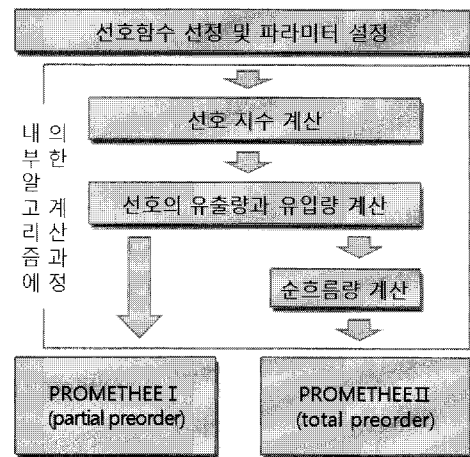 선호함수 선정 및 파라미터 설정
내부알고리즘에
의한 계산과정
선호 지수 계산
선호의 유출량과 유입량 계산
순흐름량 계산
PROMETHEE Ⅰ
(partial preorder)
PROMETHEEⅡ
(total preorder)